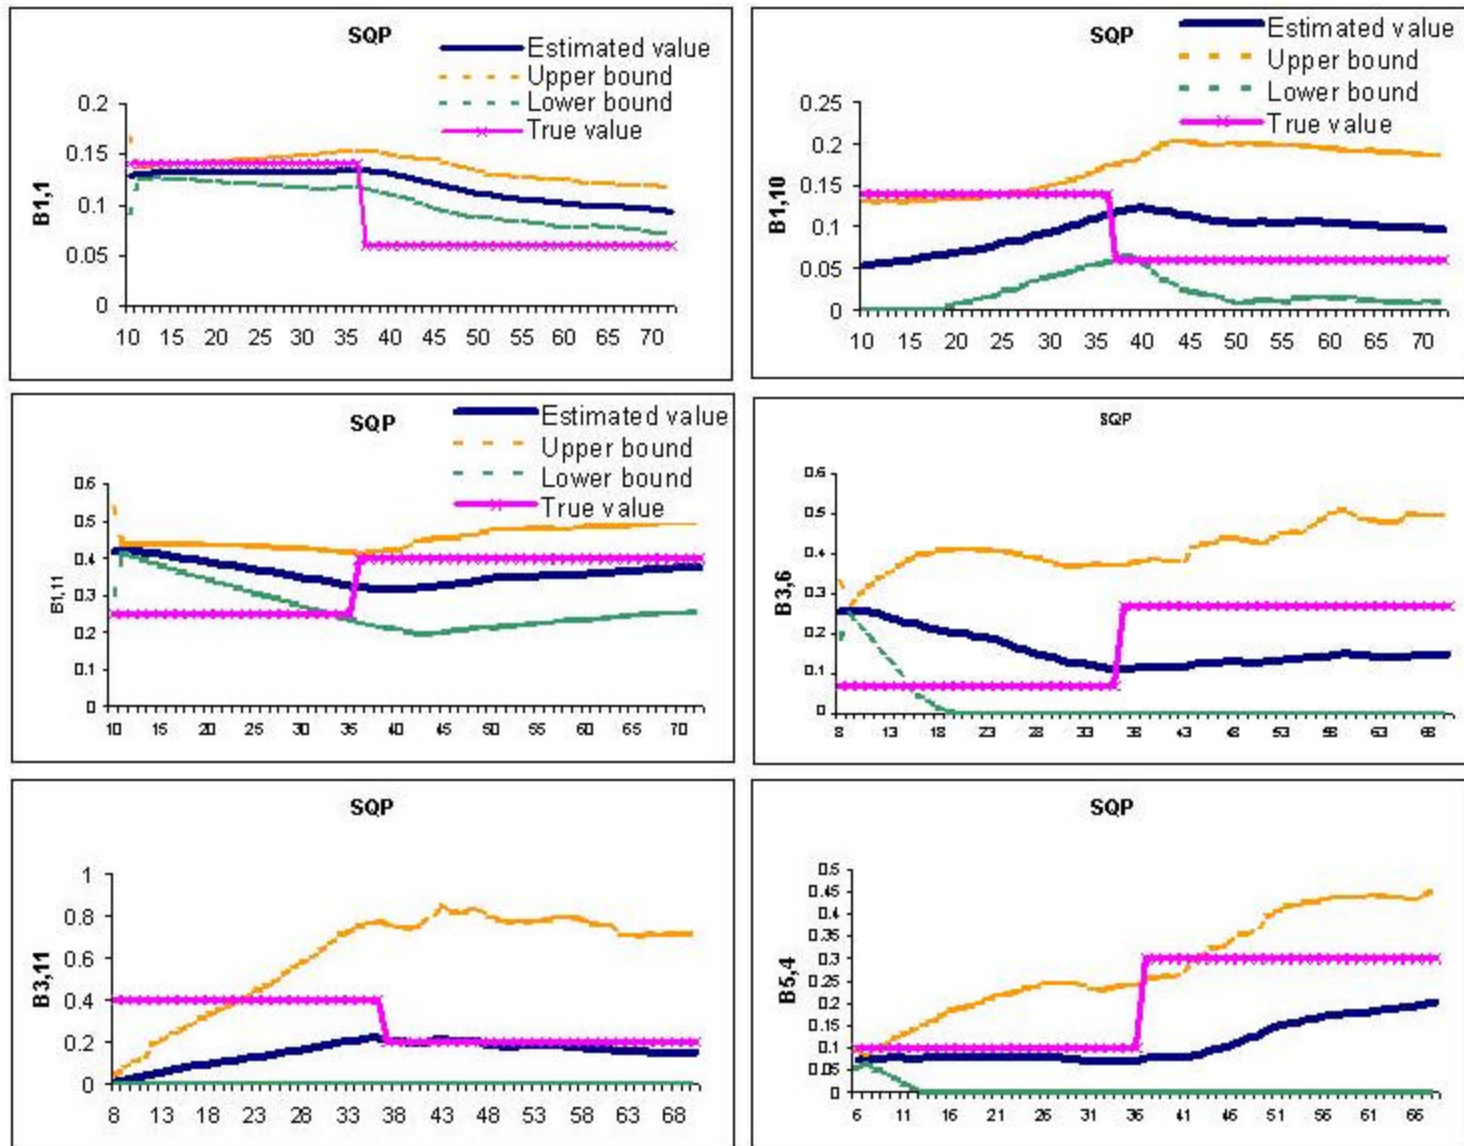 SQP
Estimated value
Upper bound
Lower bound
True value
B1,1
0.2
0.15
0.1
0.05
0
10 15 20 25 30 35 40 45 50 55 60 65 70
SQP
Estimated value
Upper bound
Lower bound
True value
B1,10
0.25
0.2
0.15
0.1
0.05
0
10 15 20 25 30 35 40 45 50 55 60 65 70
SQP
Estimated value
Upper bound
Lower bound
True value
B1,11
0.6
0.5
0.4
0.3
0.2
0.1
0
10 15 20 25 30 35 40 45 50 55 60 65 70
SQP
B3,6
0.6
0.5
0.4
0.3
0.2
0.1
0
8 13 18 23 28 33 38 43 48 53 58 63 68
SQP
B3,11
1
0.8
0.6
0.4
0.2
0
8 13 18 23 28 33 38 43 48 53 58 63 68
SQP
B5,4
0.5
0.45
0.4
0.35
0.3
0.25
0.2
0.15
0.1
0.05
0
6 11 16 21 26 31 36 41 46 51 56 61 66